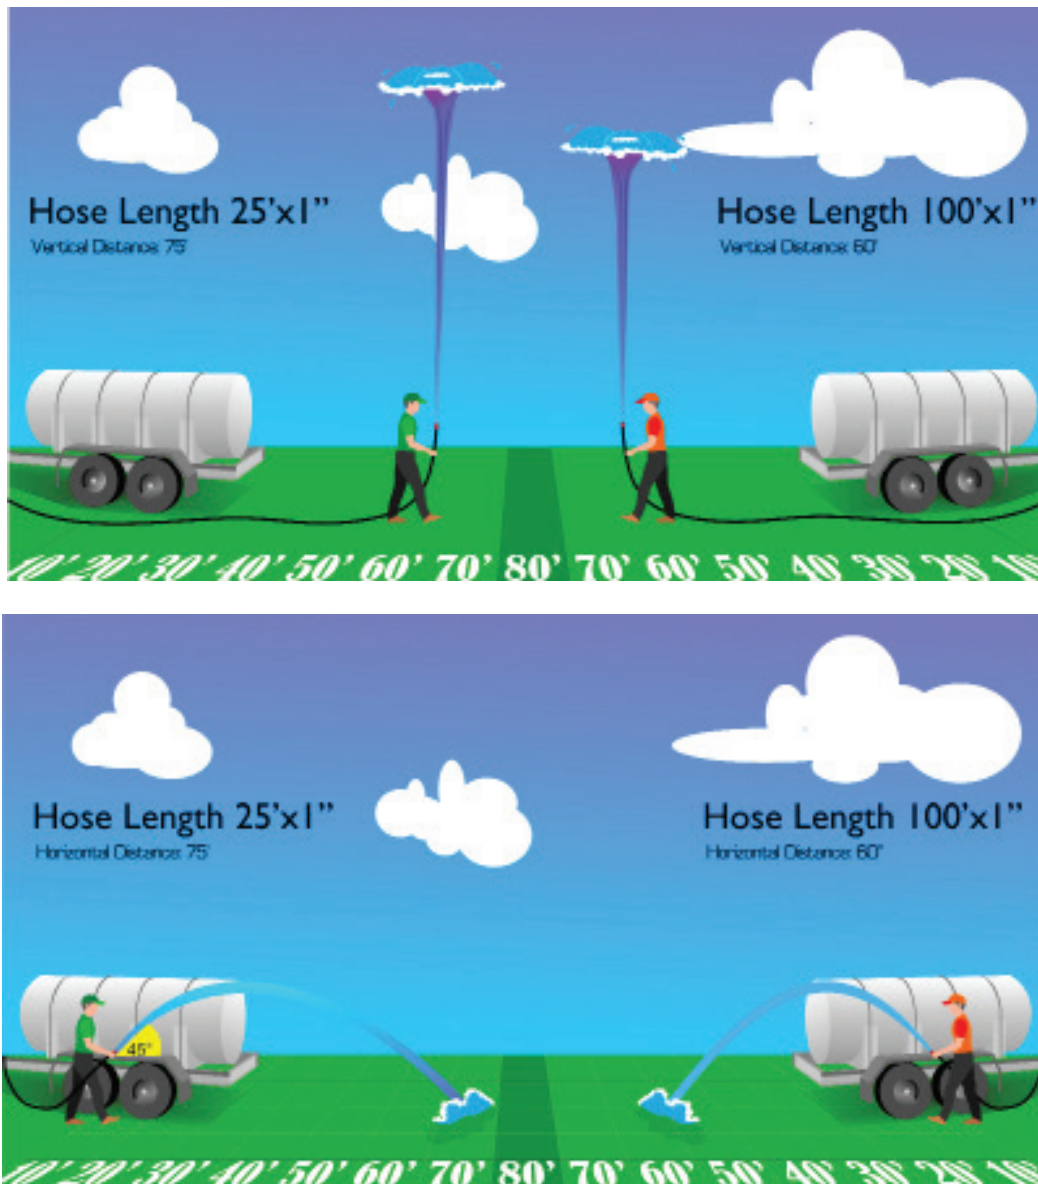 Hose Length 25'x1”
Vertical Distance: 75'
Hose Length 100'x1”
Vertical Distance: 60'
10' 20' 30' 40' 50' 60' 70' 80' 70' 60' 50' 40' 30' 20' 10'
Hose Length 25'x1”
Horizontal Distance: 75'
Hose Length 100'x1”
Horizontal Distance: 60"
45°
10' 20' 30' 40' 50' 60' 70' 80' 70' 60' 50' 40' 30' 20' 10'